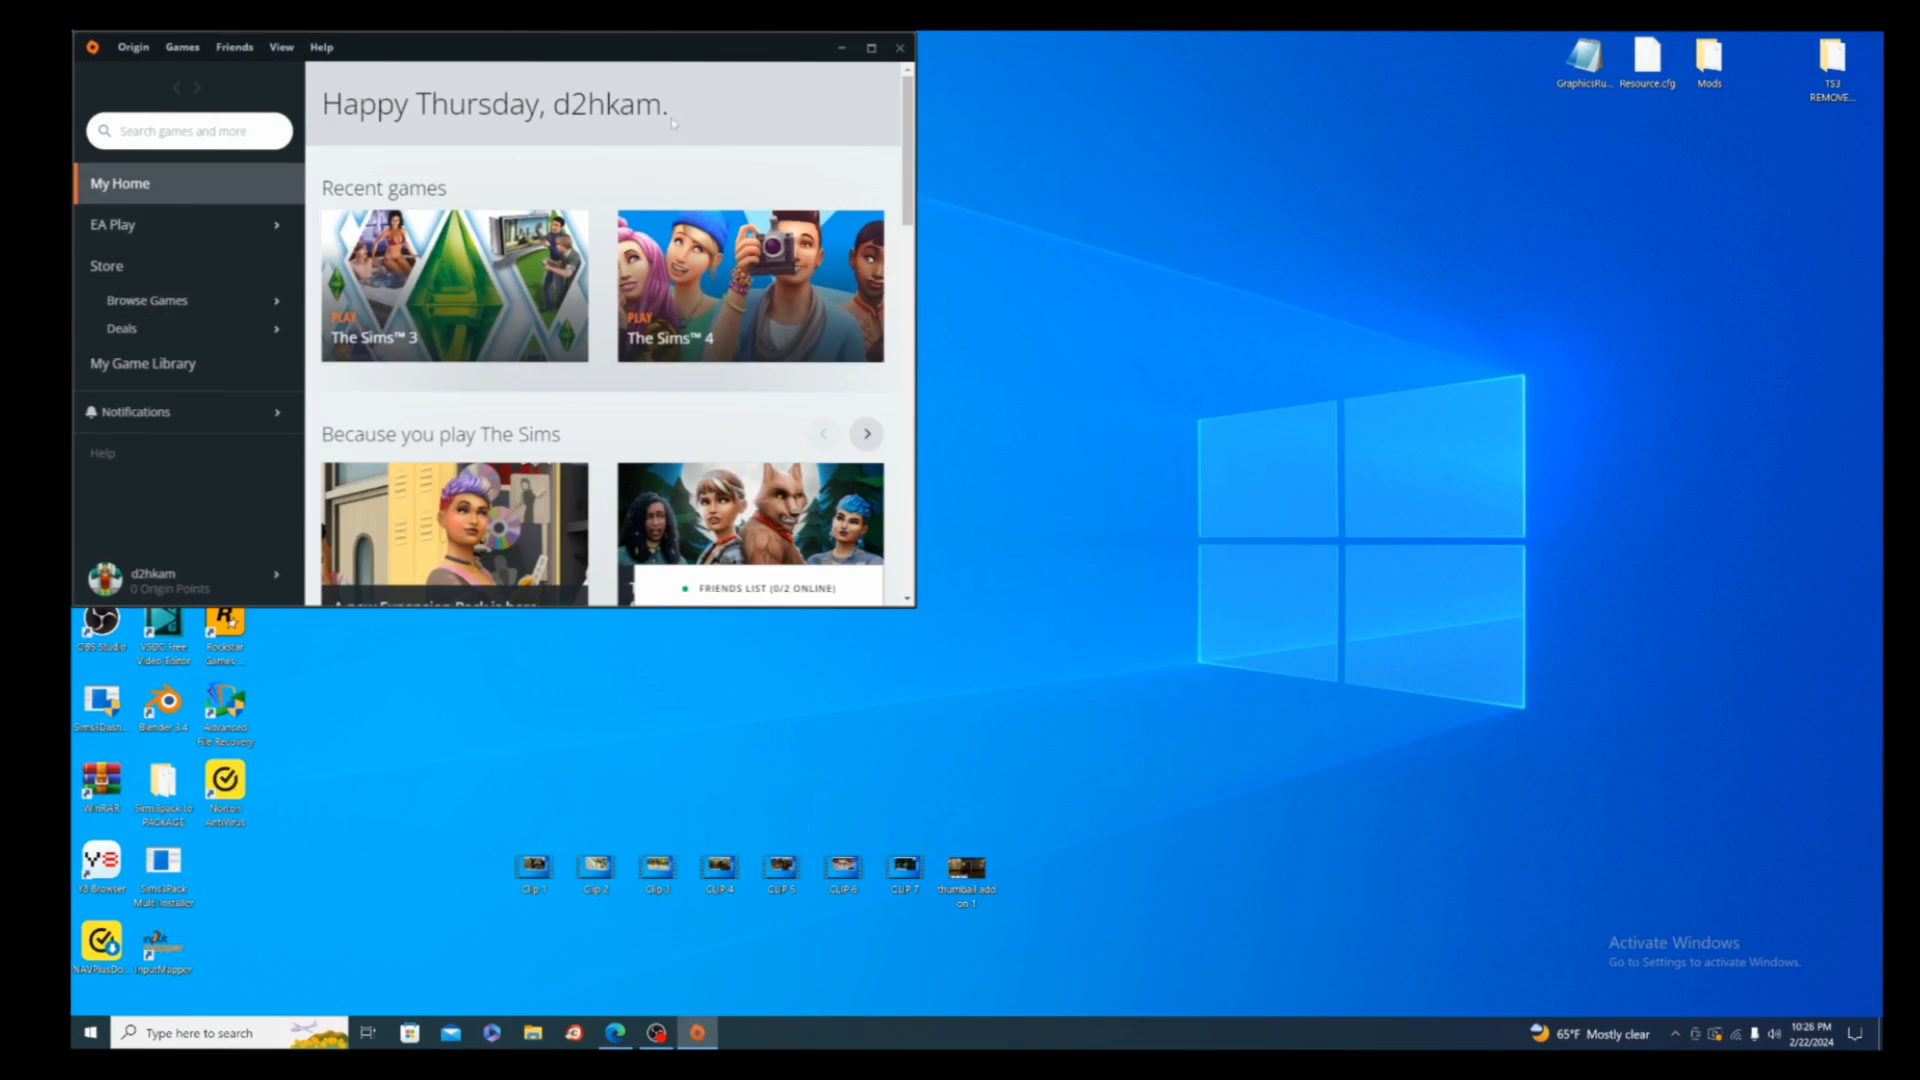 Origin Games Friends View Help
Search games and more
My Home
EA Play
Store
Browse Games
Deals
My Game Library
Notifications
Help
d2hkam
0 Origin Points
Happy Thursday, d2hkam.
Recent games
PLAY
The Sims™ 3
PLAY
The Sims™ 4
Because you play The Sims
FRIENDS LIST (0/2 ONLINE)
GraphicsRu...
Resource.cfg
Mods
TS3
REMOVE...
OBS Studio
VSDC Free
Video Editor
Rockstar
Games ...
Sims3Dash...
Blender 3.4
Advanced
File Recovery
WinRAR
Sims3pack to
PACKAGE
Norton
AntiVirus
Y8 Browser
Sims3Pack
Multi Installer
NAVPlusDo...
InputMapper
Clip 1
Clip 2
Clip 3
CLIP 4
CLIP 5
CLIP 6
CLIP 7
thumbail add
on 1
Activate Windows
Go to Settings to activate Windows.
Type here to search
65°F Mostly clear
10:26 PM
2/22/2024